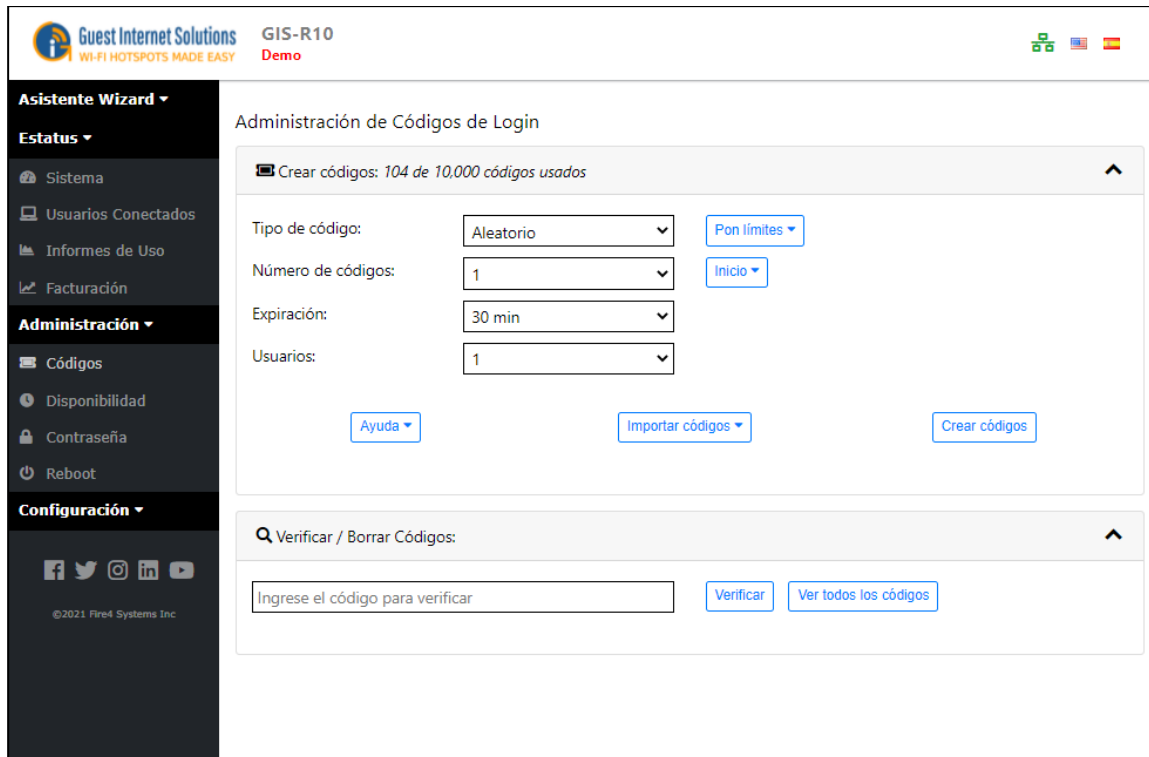 Guest Internet Solutions
WI-FI HOTSPOTS MADE EASY
GIS-R10
Demo
Asistente Wizard
Estatus
Sistema
Usuarios Conectados
Informes de Uso
Facturación
Administración
Códigos
Disponibilidad
Contraseña
Reboot
Configuración
©2021 Fire4 Systems Inc
Administración de Códigos de Login
Crear códigos: 104 de 10,000 códigos usados
Tipo de código: Aleatorio Pon límites
Número de códigos: 1 Inicio
Expiración: 30 min
Usuarios: 1
Ayuda Importar códigos Crear códigos
Verificar / Borrar Códigos:
Ingrese el código para verificar Verificar Ver todos los códigos